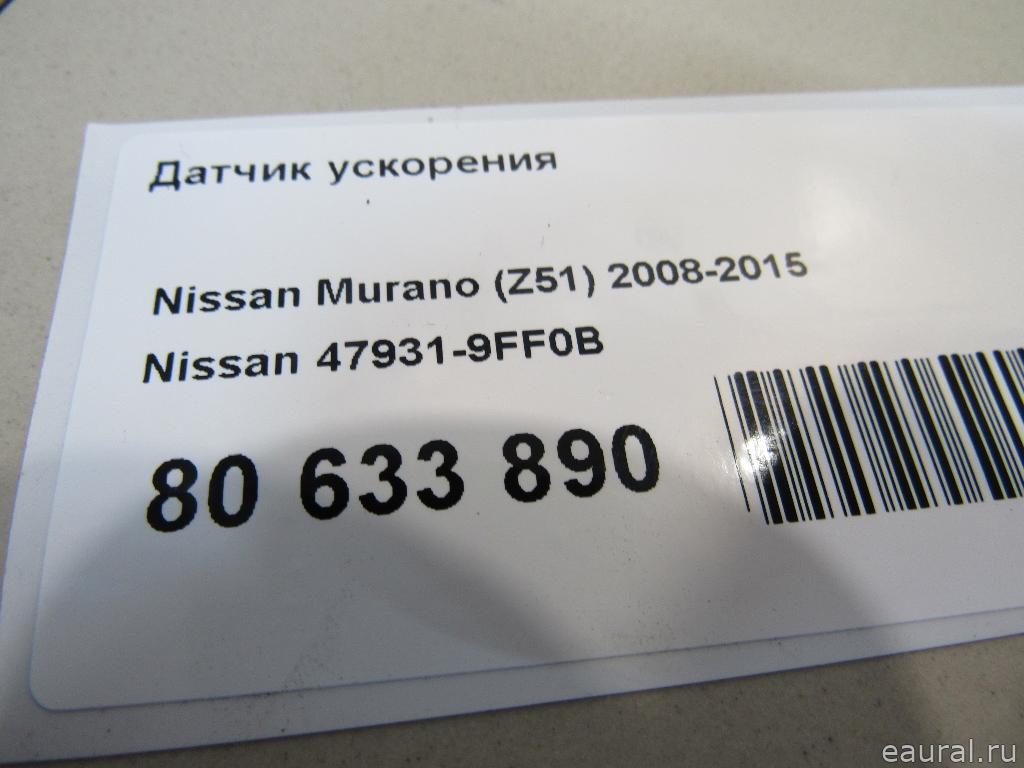 Датчик ускорения
Nissan Murano (Z51) 2008-2015
Nissan 47931-9FF0B
80 633 890
eaural.ru